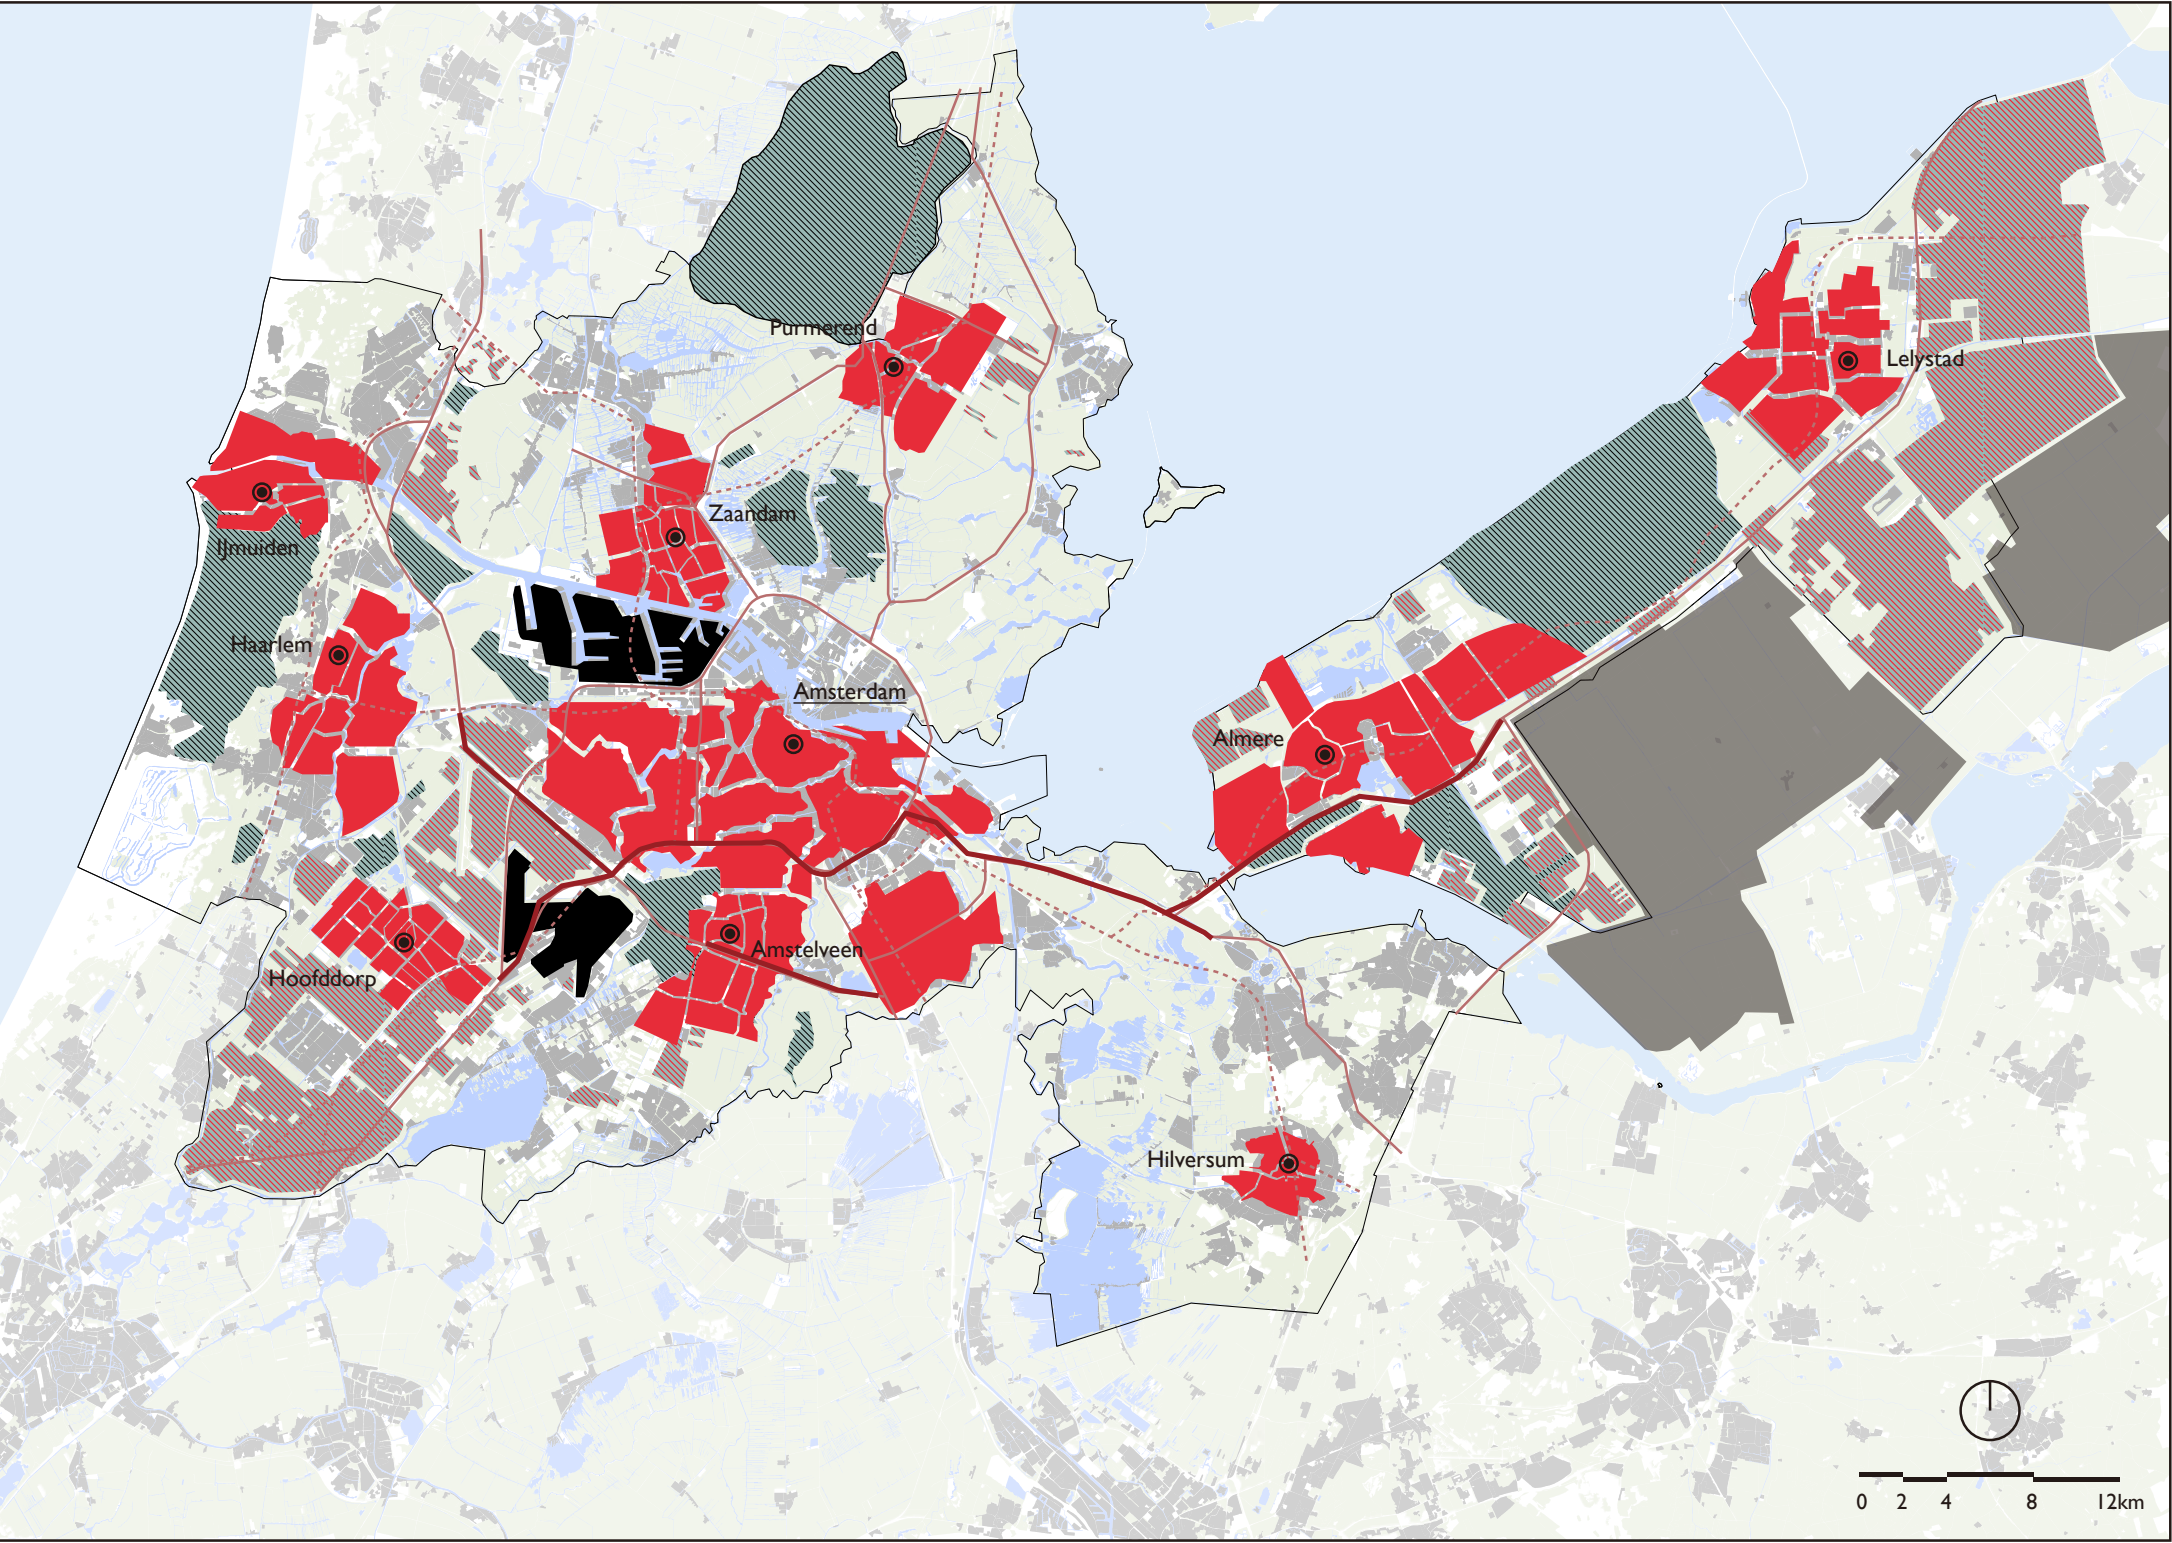 Purmerend
Lelystad
Zaandam
IJmuiden
Haarlem
Amsterdam
Almere
Amstelveen
Hoofddorp
Hilversum
0 2 4 8 12km